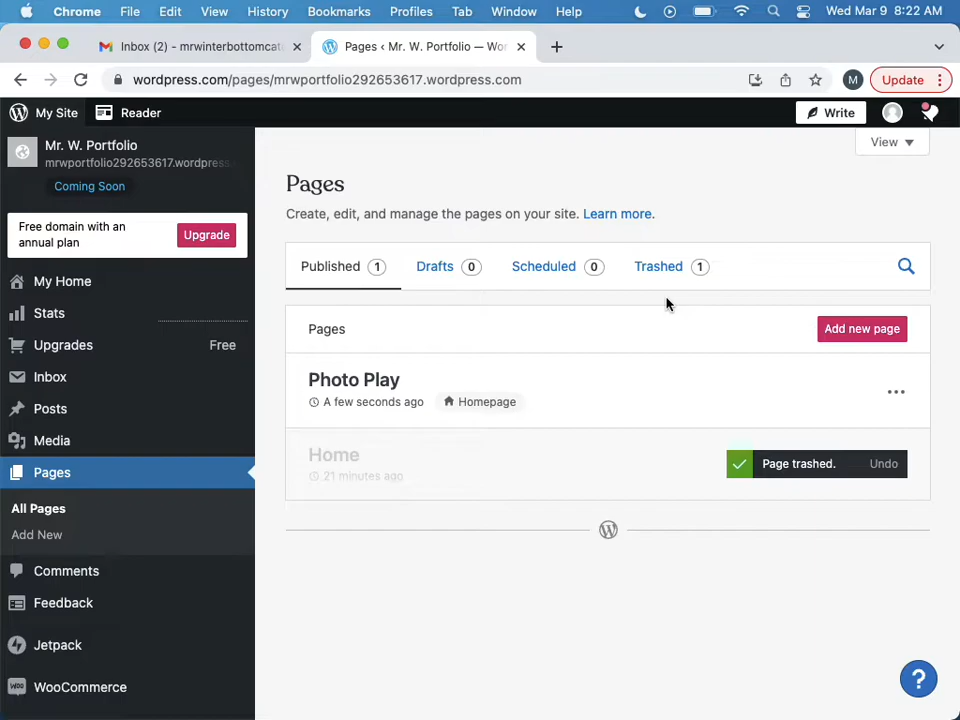 Chrome File Edit View History Bookmarks Profiles Tab Window Help Wed Mar 9 8:22 AM
Inbox (2) - mrwinterbottomcat
Pages ‹ Mr. W. Portfolio — Wor
wordpress.com/pages/mrwportfolio292653617.wordpress.com
M
Update
My Site
Reader
Write
Mr. W. Portfolio
mrwportfolio292653617.wordpress
Coming Soon
Free domain with an
annual plan
Upgrade
My Home
Stats
Upgrades Free
Inbox
Posts
Media
Pages
All Pages
Add New
Comments
Feedback
Jetpack
WooCommerce
View
Pages
Create, edit, and manage the pages on your site. Learn more.
Published 1 Drafts 0 Scheduled 0 Trashed 1
Pages
Add new page
Photo Play
A few seconds ago Homepage
Home
21 minutes ago
Page trashed. Undo
?